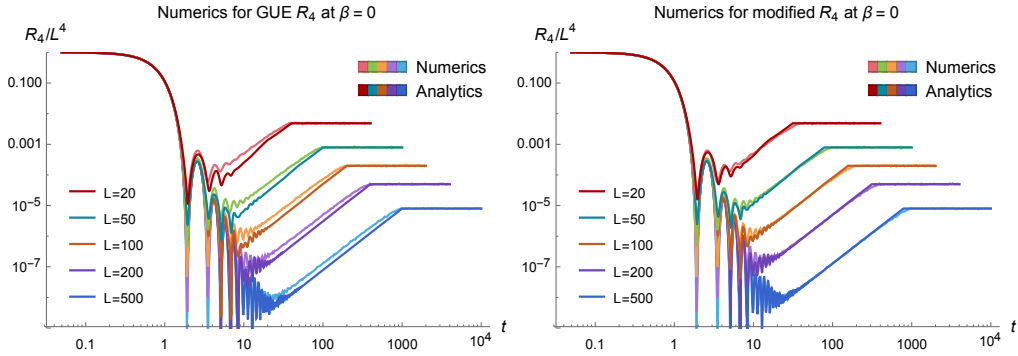 Numerics for GUE R₄ at β = 0
R₄/L⁴
0.100
0.001
10⁻⁵
10⁻⁷
Numerics
Analytics
L=20
L=50
L=100
L=200
L=500
0.1 1 10 100 1000 10⁴ t
Numerics for modified R₄ at β = 0
R₄/L⁴
0.100
0.001
10⁻⁵
10⁻⁷
Numerics
Analytics
L=20
L=50
L=100
L=200
L=500
0.1 1 10 100 1000 10⁴ t